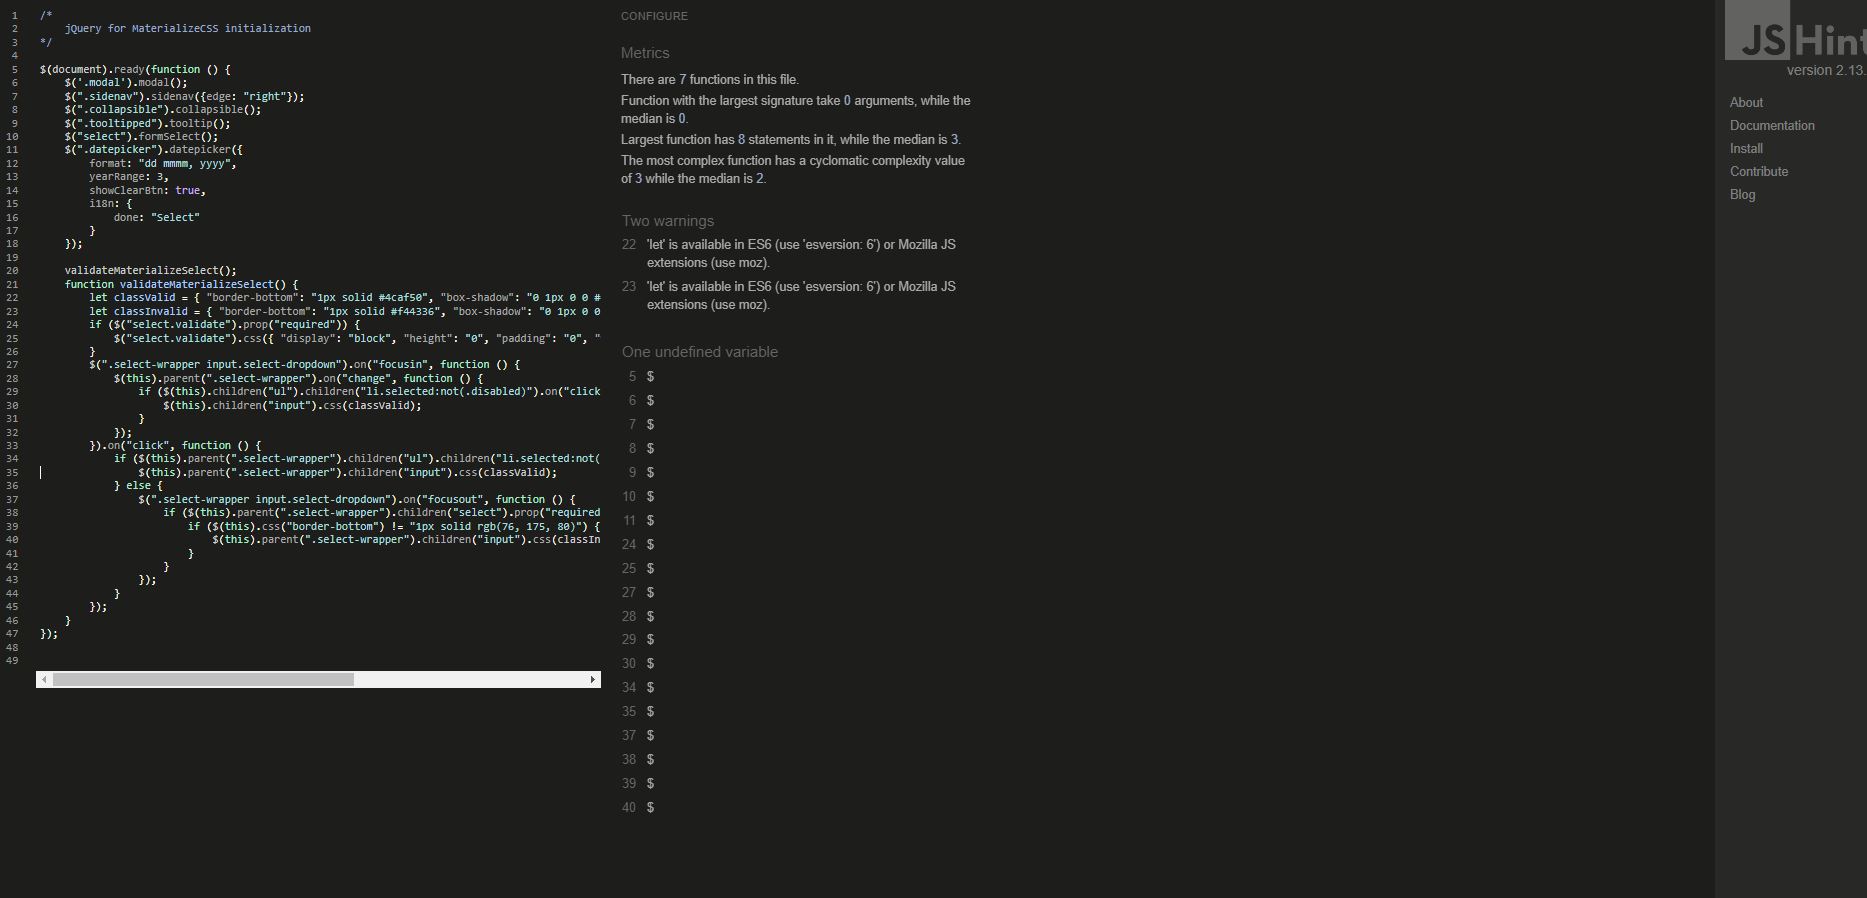 1 /*
2 jQuery for MaterializeCSS initialization
3 */
4
5 $(document).ready(function () {
6 $('.modal').modal();
7 $(".sidenav").sidenav({edge: "right"});
8 $(".collapsible").collapsible();
9 $(".tooltipped").tooltip();
10 $("select").formSelect();
11 $(".datepicker").datepicker({
12 format: "dd mmmm, yyyy",
13 yearRange: 3,
14 showClearBtn: true,
15 i18n: {
16 done: "Select"
17 }
18 });
19
20 validateMaterializeSelect();
21 function validateMaterializeSelect() {
22 let classValid = { "border-bottom": "1px solid #4caf50", "box-shadow": "0 1px 0 0 #
23 let classInvalid = { "border-bottom": "1px solid #f44336", "box-shadow": "0 1px 0 0
24 if ($("select.validate").prop("required")) {
25 $("select.validate").css({ "display": "block", "height": "0", "padding": "0", "
26 }
27 $(".select-wrapper input.select-dropdown").on("focusin", function () {
28 $(this).parent(".select-wrapper").on("change", function () {
29 if ($(this).children("ul").children("li.selected:not(.disabled)").on("click
30 $(this).children("input").css(classValid);
31 }
32 });
33 }).on("click", function () {
34 if ($(this).parent(".select-wrapper").children("ul").children("li.selected:not(
35 $(this).parent(".select-wrapper").children("input").css(classValid);
36 } else {
37 $(".select-wrapper input.select-dropdown").on("focusout", function () {
38 if ($(this).parent(".select-wrapper").children("select").prop("required
39 if ($(this).css("border-bottom") != "1px solid rgb(76, 175, 80)") {
40 $(this).parent(".select-wrapper").children("input").css(classIn
41 }
42 }
43 });
44 }
45 });
46 }
47 });
48
49
CONFIGURE
Metrics
There are 7 functions in this file.
Function with the largest signature take 0 arguments, while the
median is 0.
Largest function has 8 statements in it, while the median is 3.
The most complex function has a cyclomatic complexity value
of 3 while the median is 2.
Two warnings
22 'let' is available in ES6 (use 'esversion: 6') or Mozilla JS
extensions (use moz).
23 'let' is available in ES6 (use 'esversion: 6') or Mozilla JS
extensions (use moz).
One undefined variable
5 $
6 $
7 $
8 $
9 $
10 $
11 $
24 $
25 $
27 $
28 $
29 $
30 $
34 $
35 $
37 $
38 $
39 $
40 $
JSHint
version 2.13.
About
Documentation
Install
Contribute
Blog